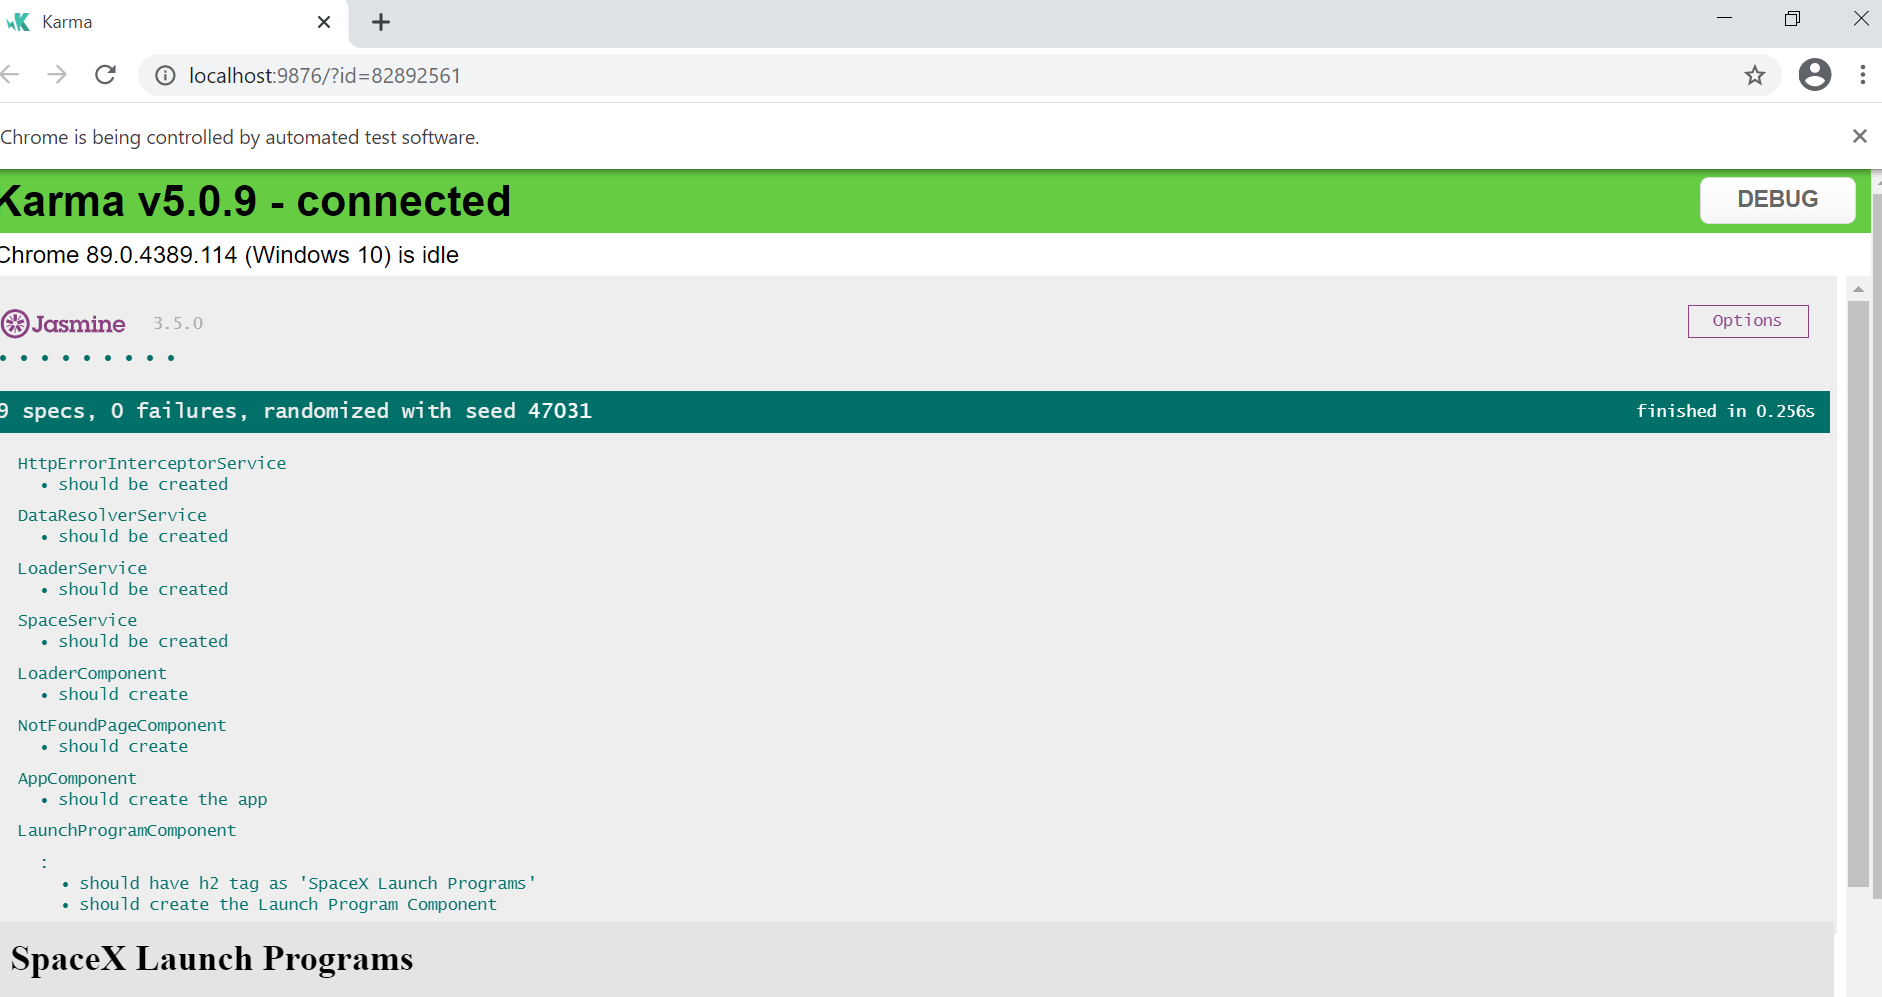 Karma
localhost:9876/?id=82892561
Chrome is being controlled by automated test software.
Karma v5.0.9 - connected
DEBUG
Chrome 89.0.4389.114 (Windows 10) is idle
Jasmine 3.5.0
Options
9 specs, 0 failures, randomized with seed 47031
finished in 0.256s
HttpErrorInterceptorService
• should be created
DataResolverService
• should be created
LoaderService
• should be created
SpaceService
• should be created
LoaderComponent
• should create
NotFoundPageComponent
• should create
AppComponent
• should create the app
LaunchProgramComponent
:
• should have h2 tag as 'SpaceX Launch Programs'
• should create the Launch Program Component
SpaceX Launch Programs